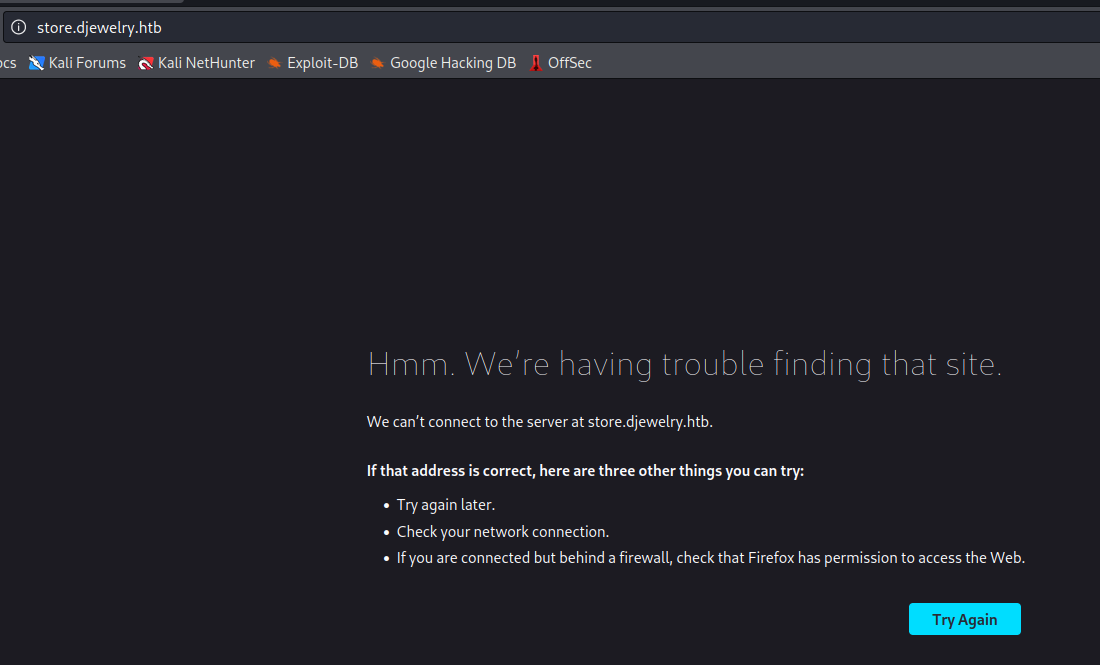 store.djewelry.htb
ocs Kali Forums Kali NetHunter Exploit-DB Google Hacking DB OffSec
Hmm. We’re having trouble finding that site.
We can’t connect to the server at store.djewelry.htb.
If that address is correct, here are three other things you can try:
Try again later.
Check your network connection.
If you are connected but behind a firewall, check that Firefox has permission to access the Web.
Try Again